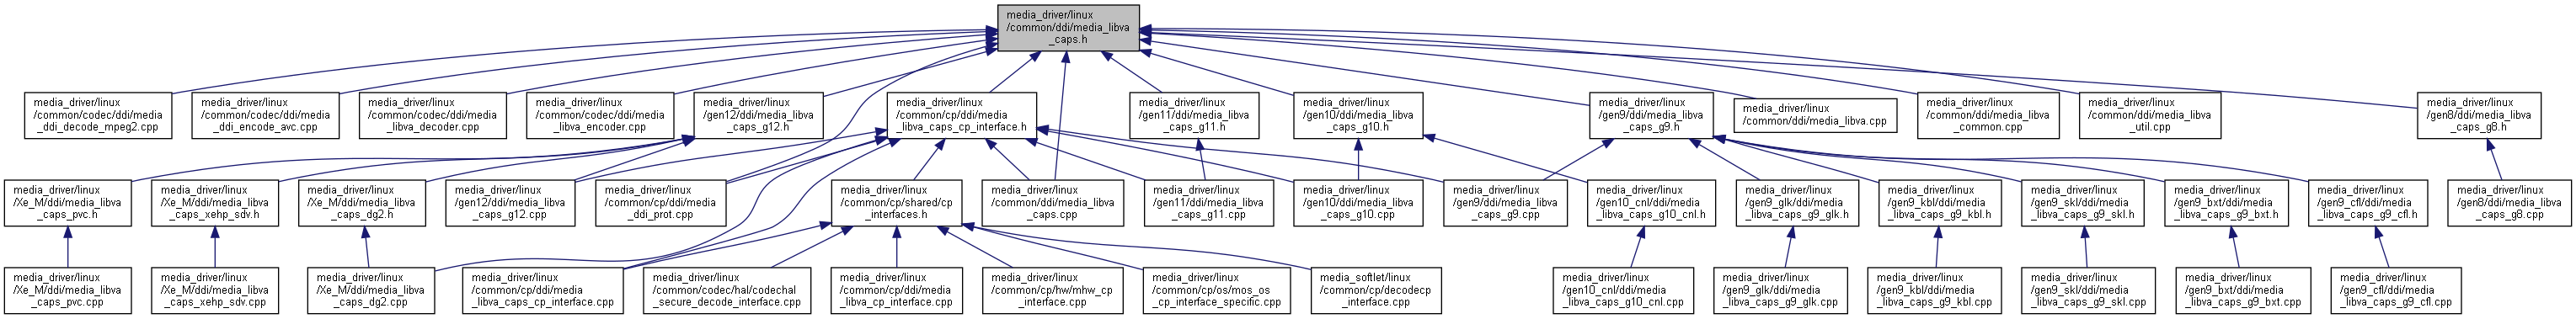 media_driver/linux
/common/ddi/media_libva
_caps.h
media_driver/linux
/common/codec/ddi/media
_ddi_decode_mpeg2.cpp
media_driver/linux
/common/codec/ddi/media
_ddi_encode_avc.cpp
media_driver/linux
/common/codec/ddi/media
_libva_decoder.cpp
media_driver/linux
/common/codec/ddi/media
_libva_encoder.cpp
media_driver/linux
/gen12/ddi/media_libva
_caps_g12.h
media_driver/linux
/common/cp/ddi/media
_libva_caps_cp_interface.h
media_driver/linux
/gen11/ddi/media_libva
_caps_g11.h
media_driver/linux
/gen10/ddi/media_libva
_caps_g10.h
media_driver/linux
/gen9/ddi/media_libva
_caps_g9.h
media_driver/linux
/common/ddi/media_libva.cpp
media_driver/linux
/common/ddi/media_libva
_common.cpp
media_driver/linux
/common/ddi/media_libva
_util.cpp
media_driver/linux
/gen8/ddi/media_libva
_caps_g8.h
media_driver/linux
/Xe_M/ddi/media_libva
_caps_pvc.h
media_driver/linux
/Xe_M/ddi/media_libva
_caps_xehp_sdv.h
media_driver/linux
/Xe_M/ddi/media_libva
_caps_dg2.h
media_driver/linux
/gen12/ddi/media_libva
_caps_g12.cpp
media_driver/linux
/common/cp/ddi/media
_ddi_prot.cpp
media_driver/linux
/common/cp/shared/cp
_interfaces.h
media_driver/linux
/common/ddi/media_libva
_caps.cpp
media_driver/linux
/gen11/ddi/media_libva
_caps_g11.cpp
media_driver/linux
/gen10/ddi/media_libva
_caps_g10.cpp
media_driver/linux
/gen9/ddi/media_libva
_caps_g9.cpp
media_driver/linux
/gen10_cnl/ddi/media
_libva_caps_g10_cnl.h
media_driver/linux
/gen9_glk/ddi/media
_libva_caps_g9_glk.h
media_driver/linux
/gen9_kbl/ddi/media
_libva_caps_g9_kbl.h
media_driver/linux
/gen9_skl/ddi/media
_libva_caps_g9_skl.h
media_driver/linux
/gen9_bxt/ddi/media
_libva_caps_g9_bxt.h
media_driver/linux
/gen9_cfl/ddi/media
_libva_caps_g9_cfl.h
media_driver/linux
/gen8/ddi/media_libva
_caps_g8.cpp
media_driver/linux
/Xe_M/ddi/media_libva
_caps_pvc.cpp
media_driver/linux
/Xe_M/ddi/media_libva
_caps_xehp_sdv.cpp
media_driver/linux
/Xe_M/ddi/media_libva
_caps_dg2.cpp
media_driver/linux
/common/cp/ddi/media
_libva_caps_cp_interface.cpp
media_driver/linux
/common/codec/hal/codechal
_secure_decode_interface.cpp
media_driver/linux
/common/cp/ddi/media
_libva_cp_interface.cpp
media_driver/linux
/common/cp/hw/mhw_cp
_interface.cpp
media_driver/linux
/common/cp/os/mos_os
_cp_interface_specific.cpp
media_softlet/linux
/common/cp/decodecp
_interface.cpp
media_driver/linux
/gen10_cnl/ddi/media
_libva_caps_g10_cnl.cpp
media_driver/linux
/gen9_glk/ddi/media
_libva_caps_g9_glk.cpp
media_driver/linux
/gen9_kbl/ddi/media
_libva_caps_g9_kbl.cpp
media_driver/linux
/gen9_skl/ddi/media
_libva_caps_g9_skl.cpp
media_driver/linux
/gen9_bxt/ddi/media
_libva_caps_g9_bxt.cpp
media_driver/linux
/gen9_cfl/ddi/media
_libva_caps_g9_cfl.cpp